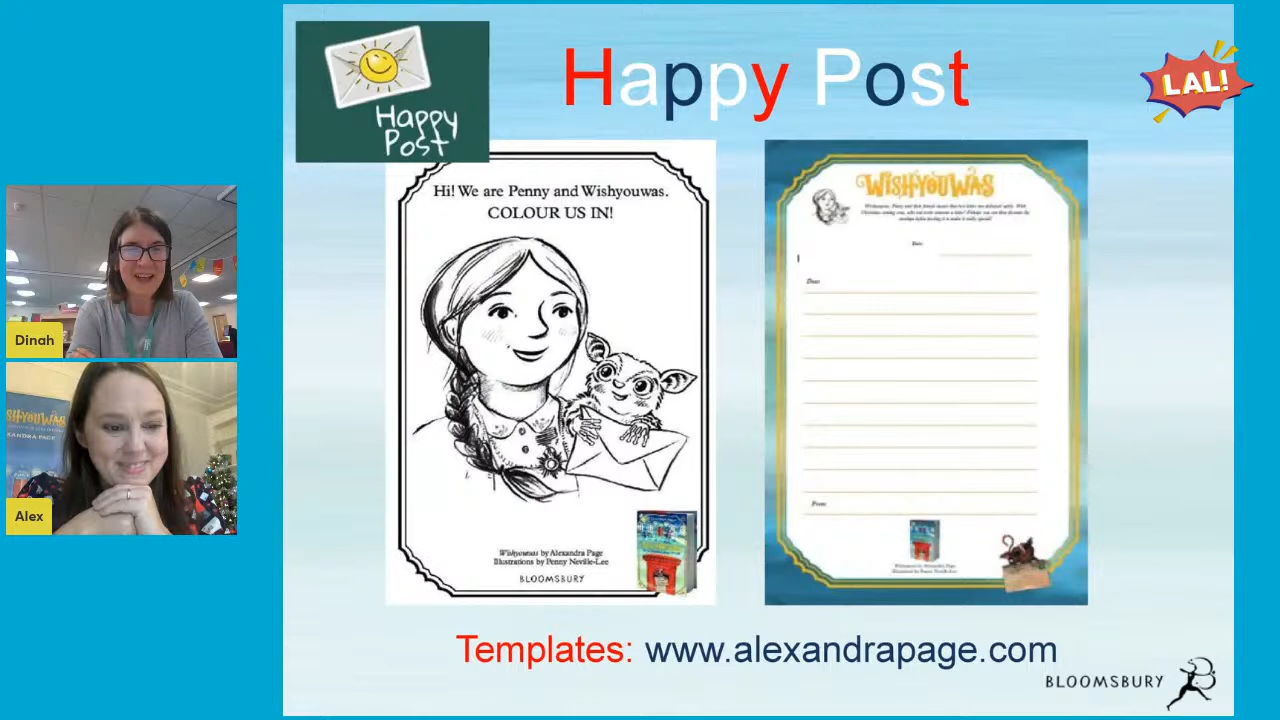 Happy Post
LAL!
Happy
Post
Hi! We are Penny and Wishyouwas.
COLOUR US IN!
Wishyouwas by Alexandra Page
Illustrations by Penny Neville-Lee
BLOOMSBURY
WISHYOUWAS
Date:
Dear
From:
Dinah
Alex
Templates: www.alexandrapage.com
BLOOMSBURY